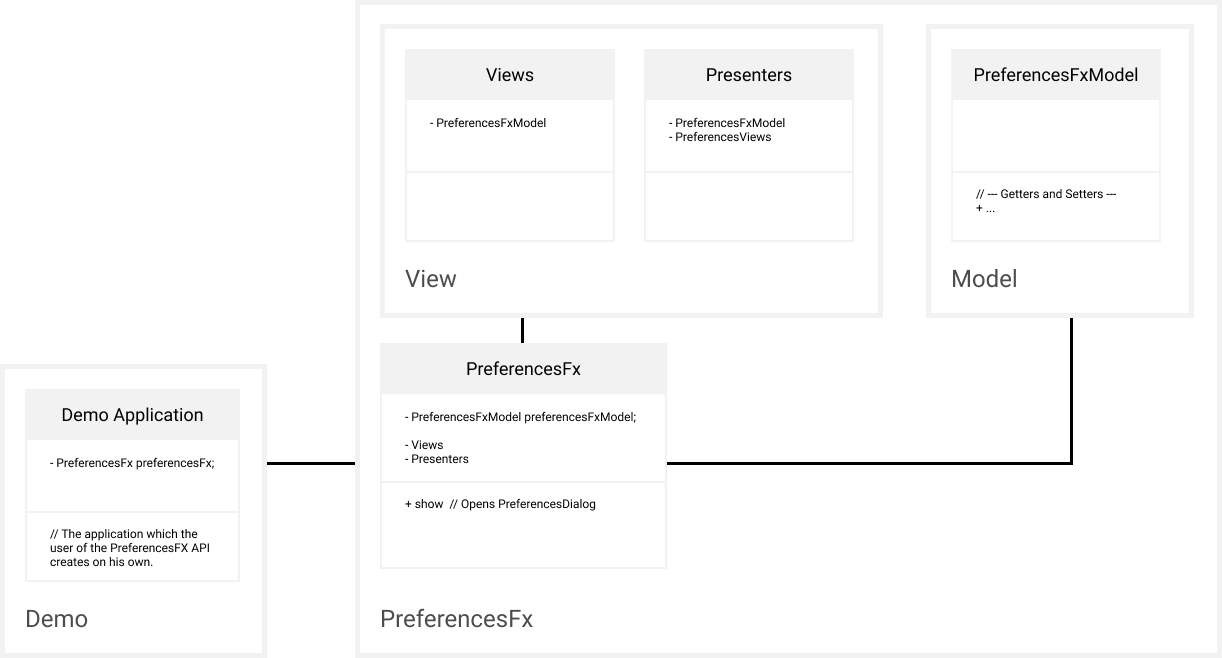 Views
- PreferencesFxModel
Presenters
- PreferencesFxModel
- PreferencesViews
View
PreferencesFxModel
// --- Getters and Setters ---
+ ...
Model
PreferencesFx
- PreferencesFxModel preferencesFxModel;
- Views
- Presenters
+ show // Opens PreferencesDialog
PreferencesFx
Demo Application
- PreferencesFx preferencesFx;
// The application which the
user of the PreferencesFX API
creates on his own.
Demo